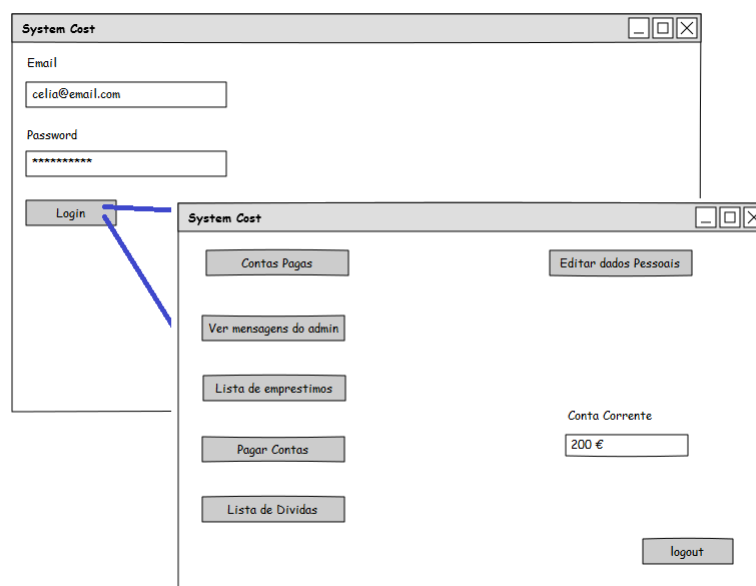 System Cost
Email
celia@email.com
Password
**********
Login
System Cost
Contas Pagas
Editar dados Pessoais
Ver mensagens do admin
Lista de emprestimos
Conta Corrente
200 €
Pagar Contas
Lista de Dividas
logout